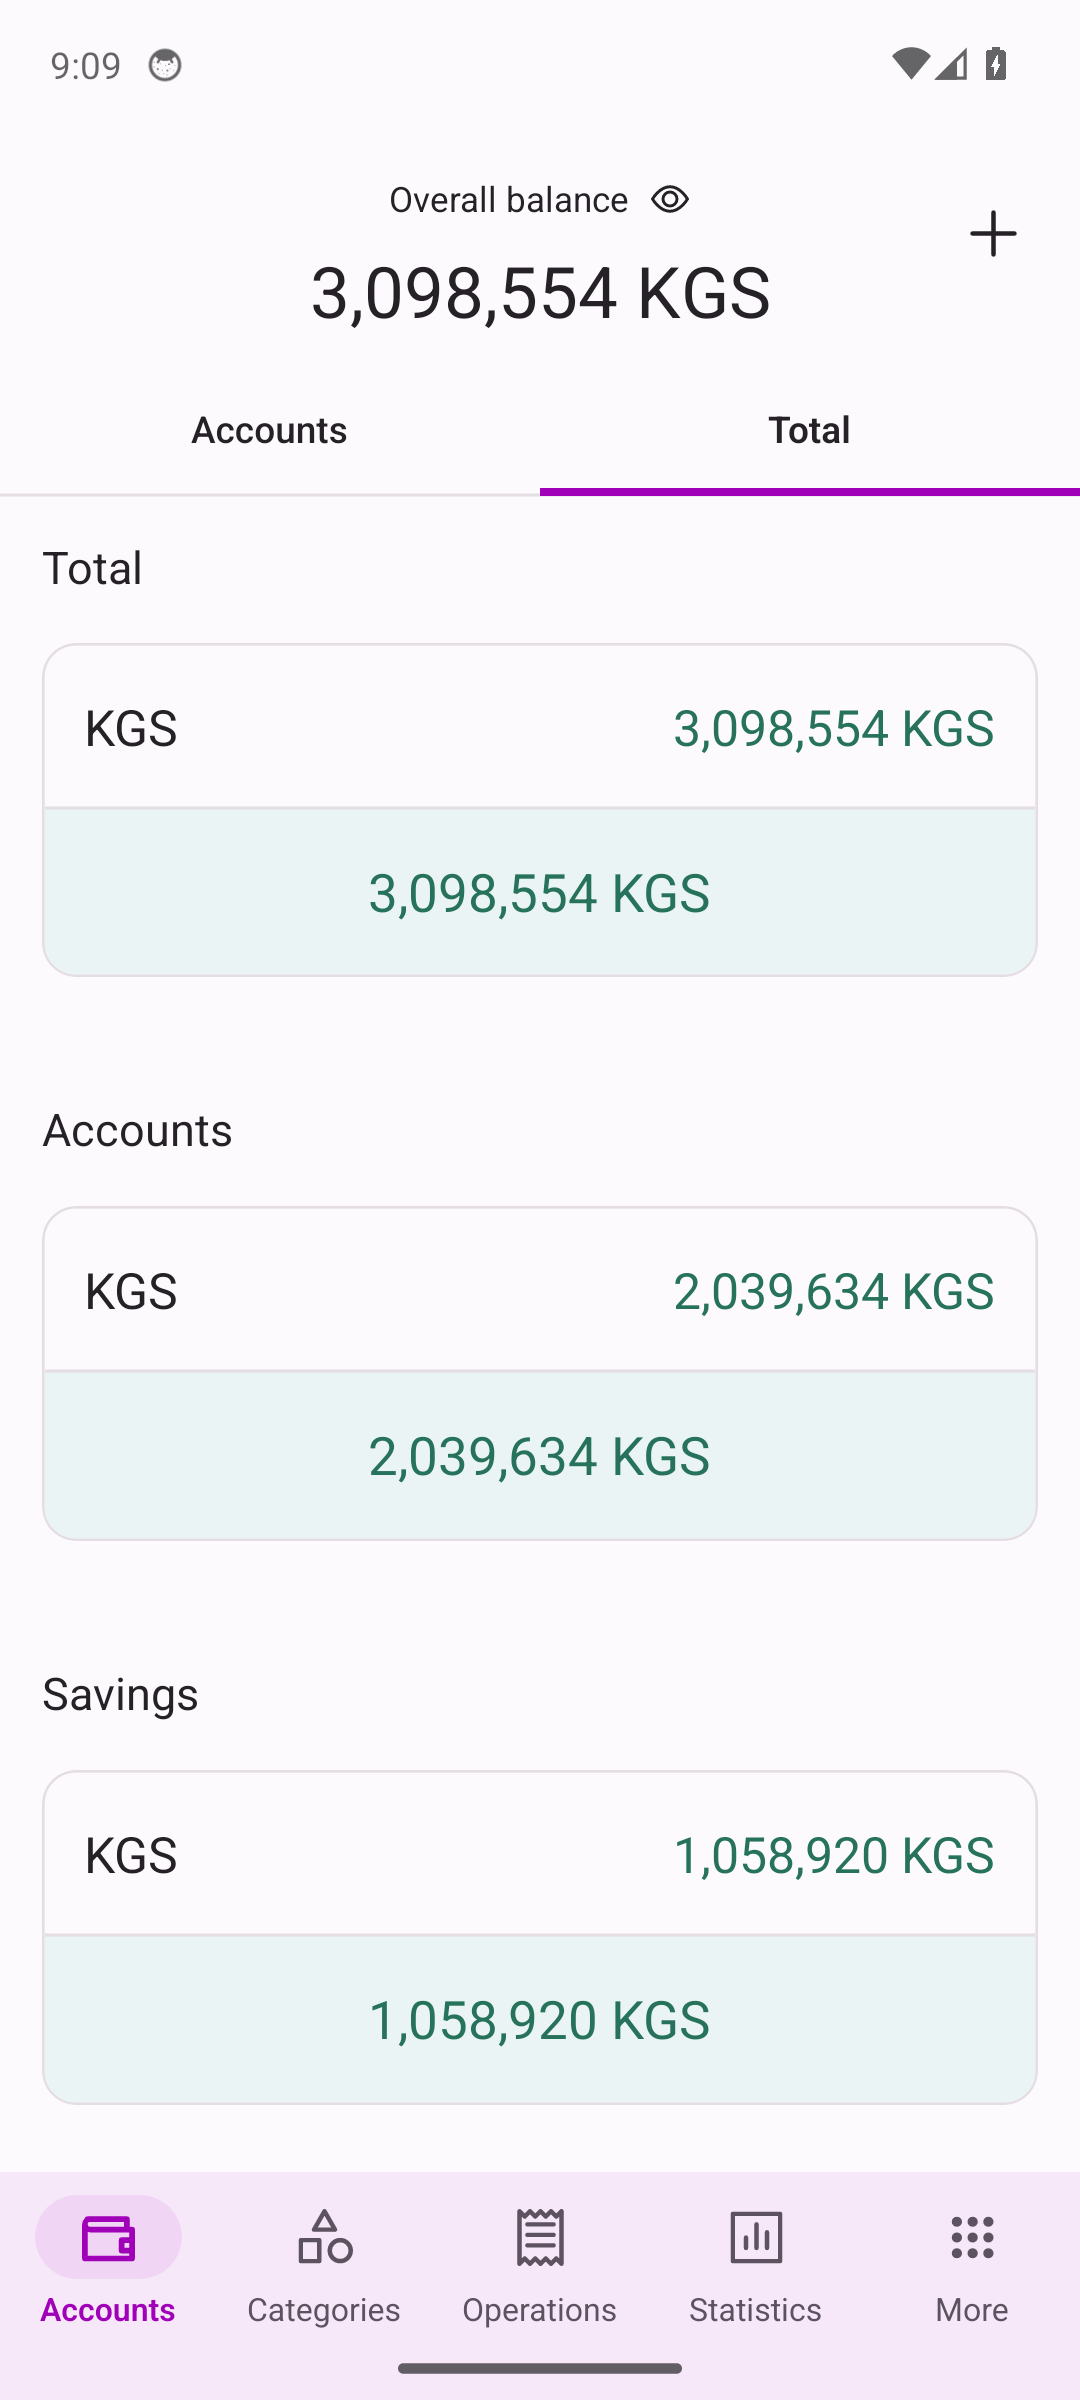 9:09
Overall balance
3,098,554 KGS
Accounts
Total
Total
KGS
3,098,554 KGS
3,098,554 KGS
Accounts
KGS
2,039,634 KGS
2,039,634 KGS
Savings
KGS
1,058,920 KGS
1,058,920 KGS
Accounts
Categories
Operations
Statistics
More